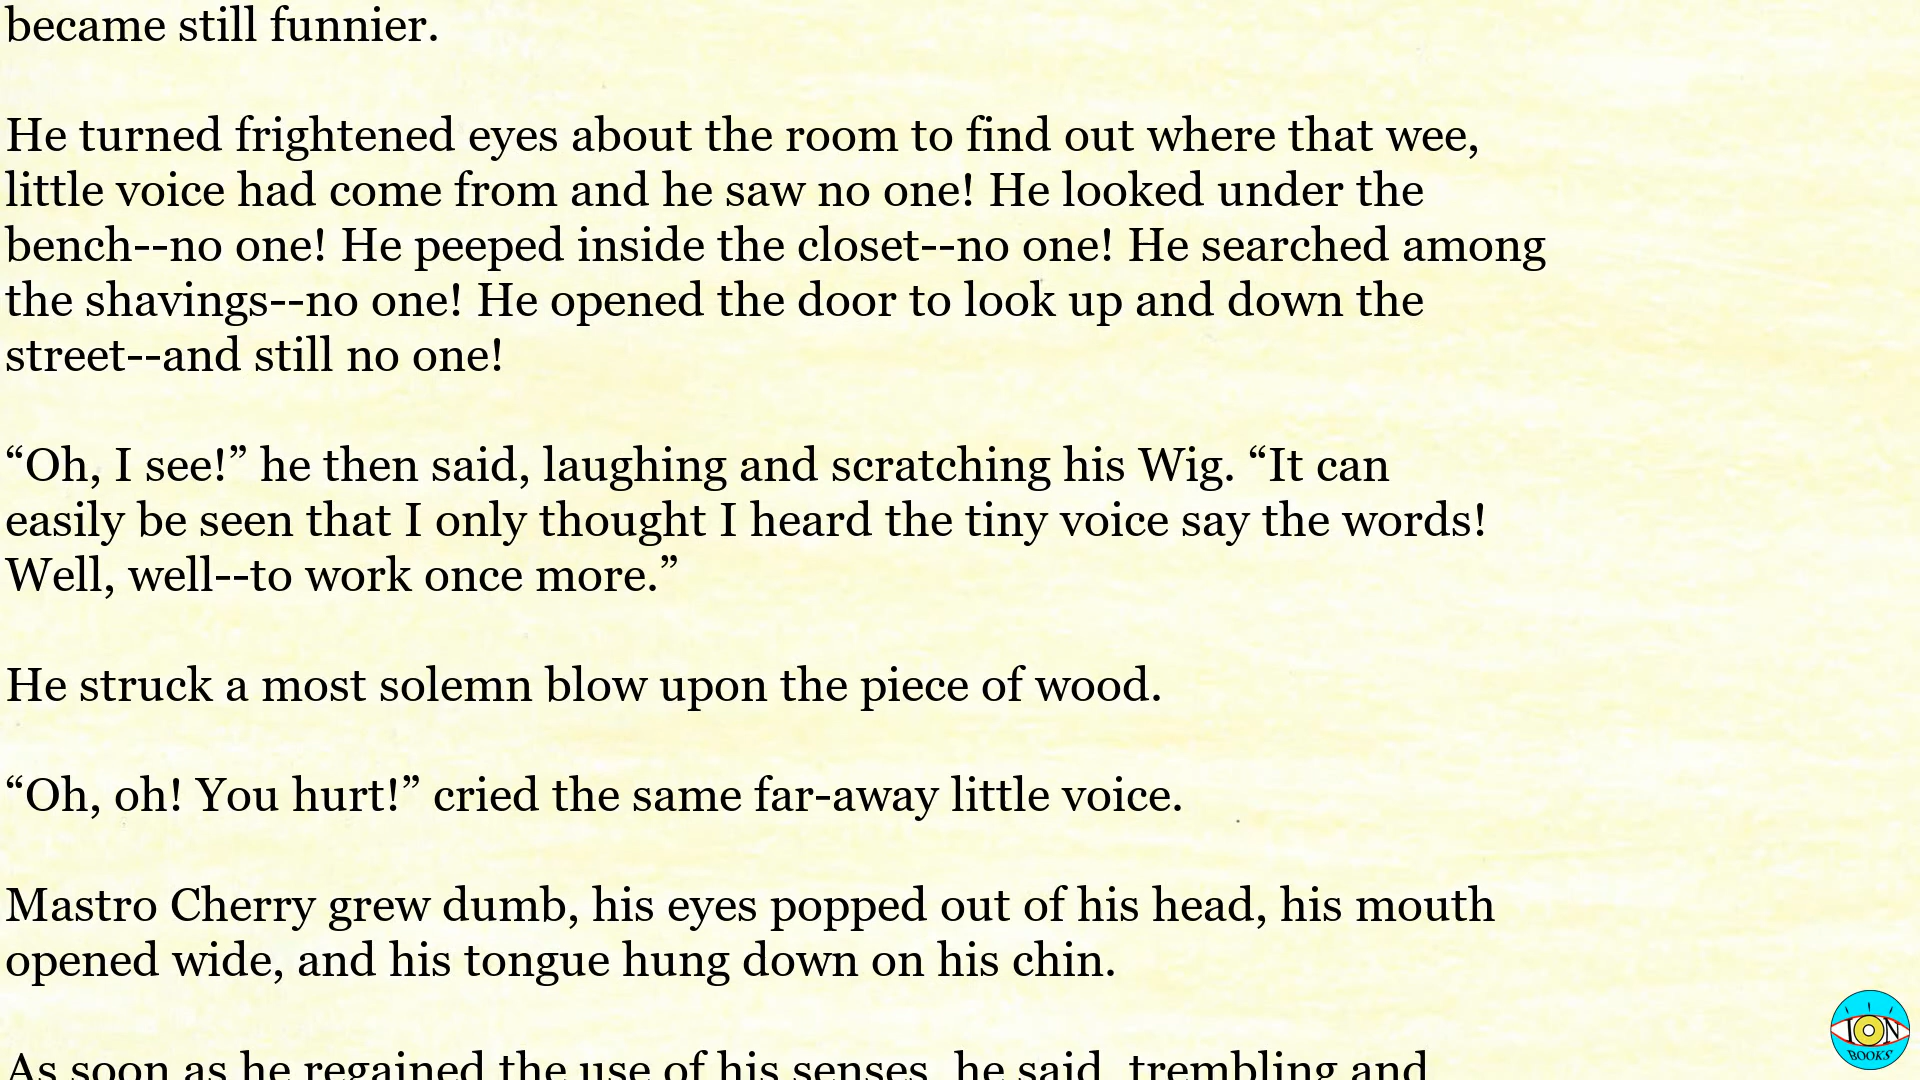 became still funnier.
He turned frightened eyes about the room to find out where that wee,
little voice had come from and he saw no one! He looked under the
bench--no one! He peeped inside the closet--no one! He searched among
the shavings--no one! He opened the door to look up and down the
street--and still no one!
“Oh, I see!” he then said, laughing and scratching his Wig. “It can
easily be seen that I only thought I heard the tiny voice say the words!
Well, well--to work once more.”
He struck a most solemn blow upon the piece of wood.
“Oh, oh! You hurt!” cried the same far-away little voice.
Mastro Cherry grew dumb, his eyes popped out of his head, his mouth
opened wide, and his tongue hung down on his chin.
As soon as he regained the use of his senses, he said, trembling and
ION
BOOKS